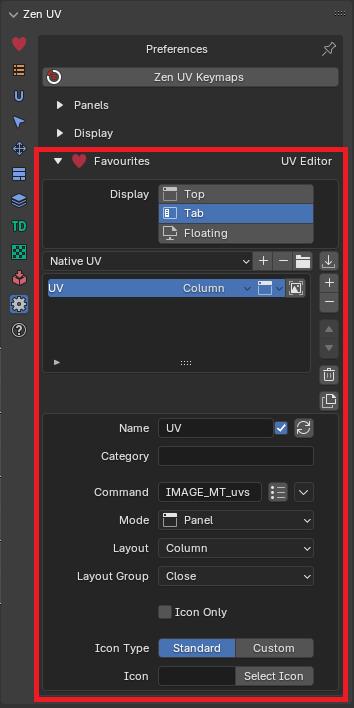 Zen UV
Preferences
Zen UV Keymaps
Panels
Display
Favourites UV Editor
Display Top
Tab
Floating
Native UV
UV Column
Name UV
Category
Command IMAGE_MT_uvs
Mode Panel
Layout Column
Layout Group Close
Icon Only
Icon Type Standard Custom
Icon Select Icon
U
TD